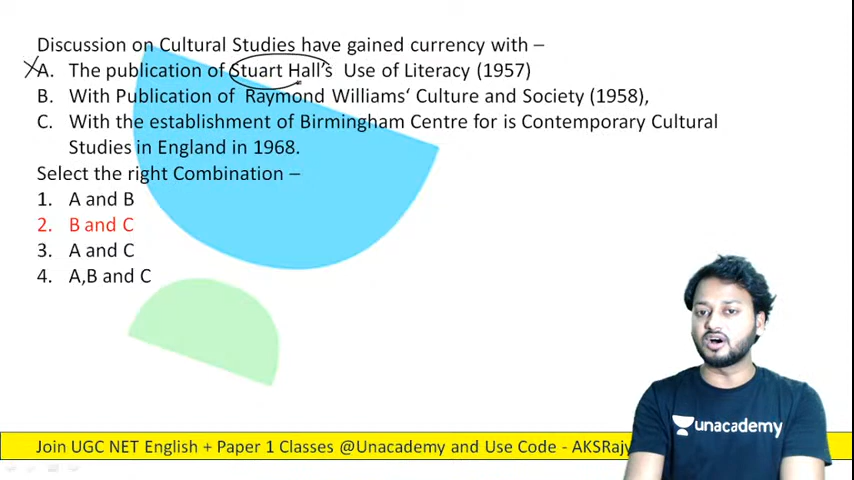 Discussion on Cultural Studies have gained currency with –
A. The publication of Stuart Hall's Use of Literacy (1957)
B. With Publication of Raymond Williams‘ Culture and Society (1958),
C. With the establishment of Birmingham Centre for is Contemporary Cultural
Studies in England in 1968.
Select the right Combination –
1. A and B
2. B and C
3. A and C
4. A,B and C
unacademy
Join UGC NET English + Paper 1 Classes @Unacademy and Use Code - AKSRajv